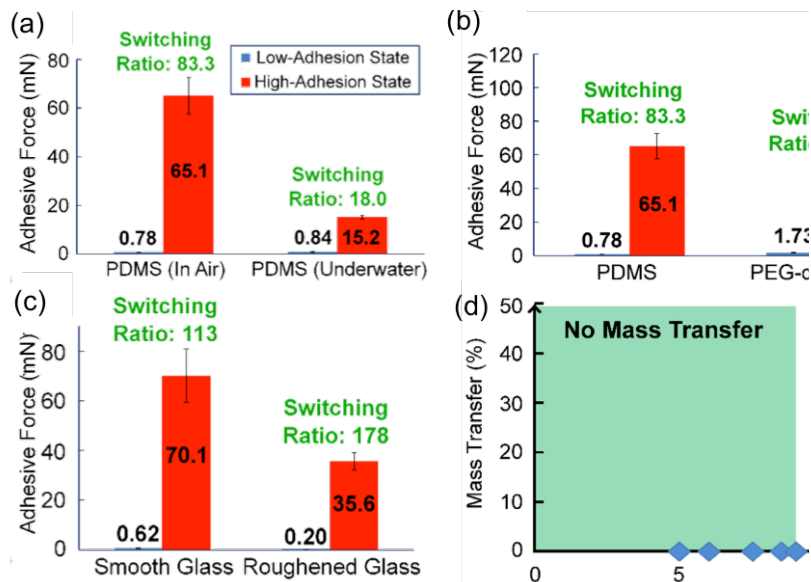 (a)
Adhesive Force (mN)
80
60
40
20
0
Switching
Ratio: 83.3
Low-Adhesion State
High-Adhesion State
65.1
0.78
Switching
Ratio: 18.0
0.84
15.2
PDMS (In Air)
PDMS (Underwater)
(b)
Adhesive Force (mN)
120
100
80
60
40
20
0
Switching
Ratio: 83.3
0.78
65.1
PDMS
1.73
(c)
Adhesive Force (mN)
80
60
40
20
0
Switching
Ratio: 113
0.62
70.1
Switching
Ratio: 178
0.20
35.6
Smooth Glass
Roughened Glass
(d)
Mass Transfer (%)
50
40
30
20
10
0
No Mass Transfer
0
5